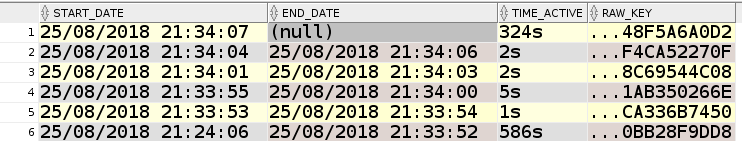 START_DATE END_DATE TIME_ACTIVE RAW_KEY
1 25/08/2018 21:34:07 (null) 324s ...48F5A6A0D2
2 25/08/2018 21:34:04 25/08/2018 21:34:06 2s ...F4CA52270F
3 25/08/2018 21:34:01 25/08/2018 21:34:03 2s ...8C69544C08
4 25/08/2018 21:33:55 25/08/2018 21:34:00 5s ...1AB350266E
5 25/08/2018 21:33:53 25/08/2018 21:33:54 1s ...CA336B7450
6 25/08/2018 21:24:06 25/08/2018 21:33:52 586s ...0BB28F9DD8